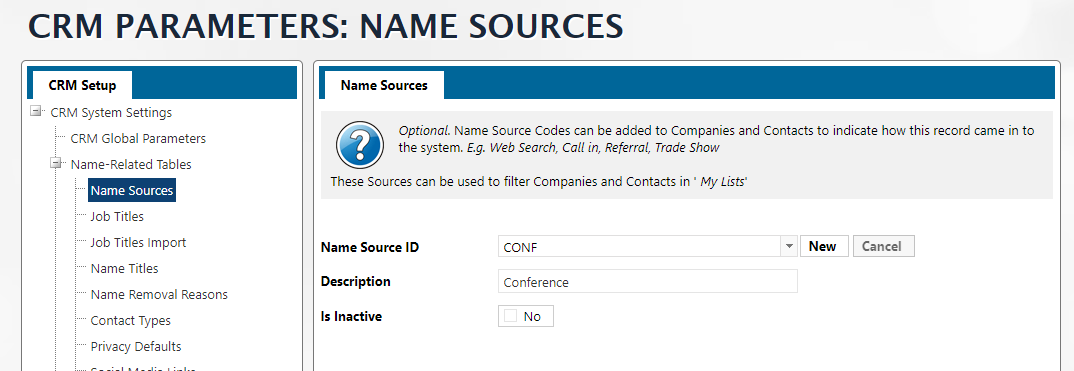 CRM PARAMETERS: NAME SOURCES
CRM Setup
CRM System Settings
CRM Global Parameters
Name-Related Tables
Name Sources
Job Titles
Job Titles Import
Name Titles
Name Removal Reasons
Contact Types
Privacy Defaults
Social Media Links
Name Sources
Optional. Name Source Codes can be added to Companies and Contacts to indicate how this record came in to
the system. E.g. Web Search, Call in, Referral, Trade Show
These Sources can be used to filter Companies and Contacts in ' My Lists'
Name Source ID CONF New Cancel
Description Conference
Is Inactive No